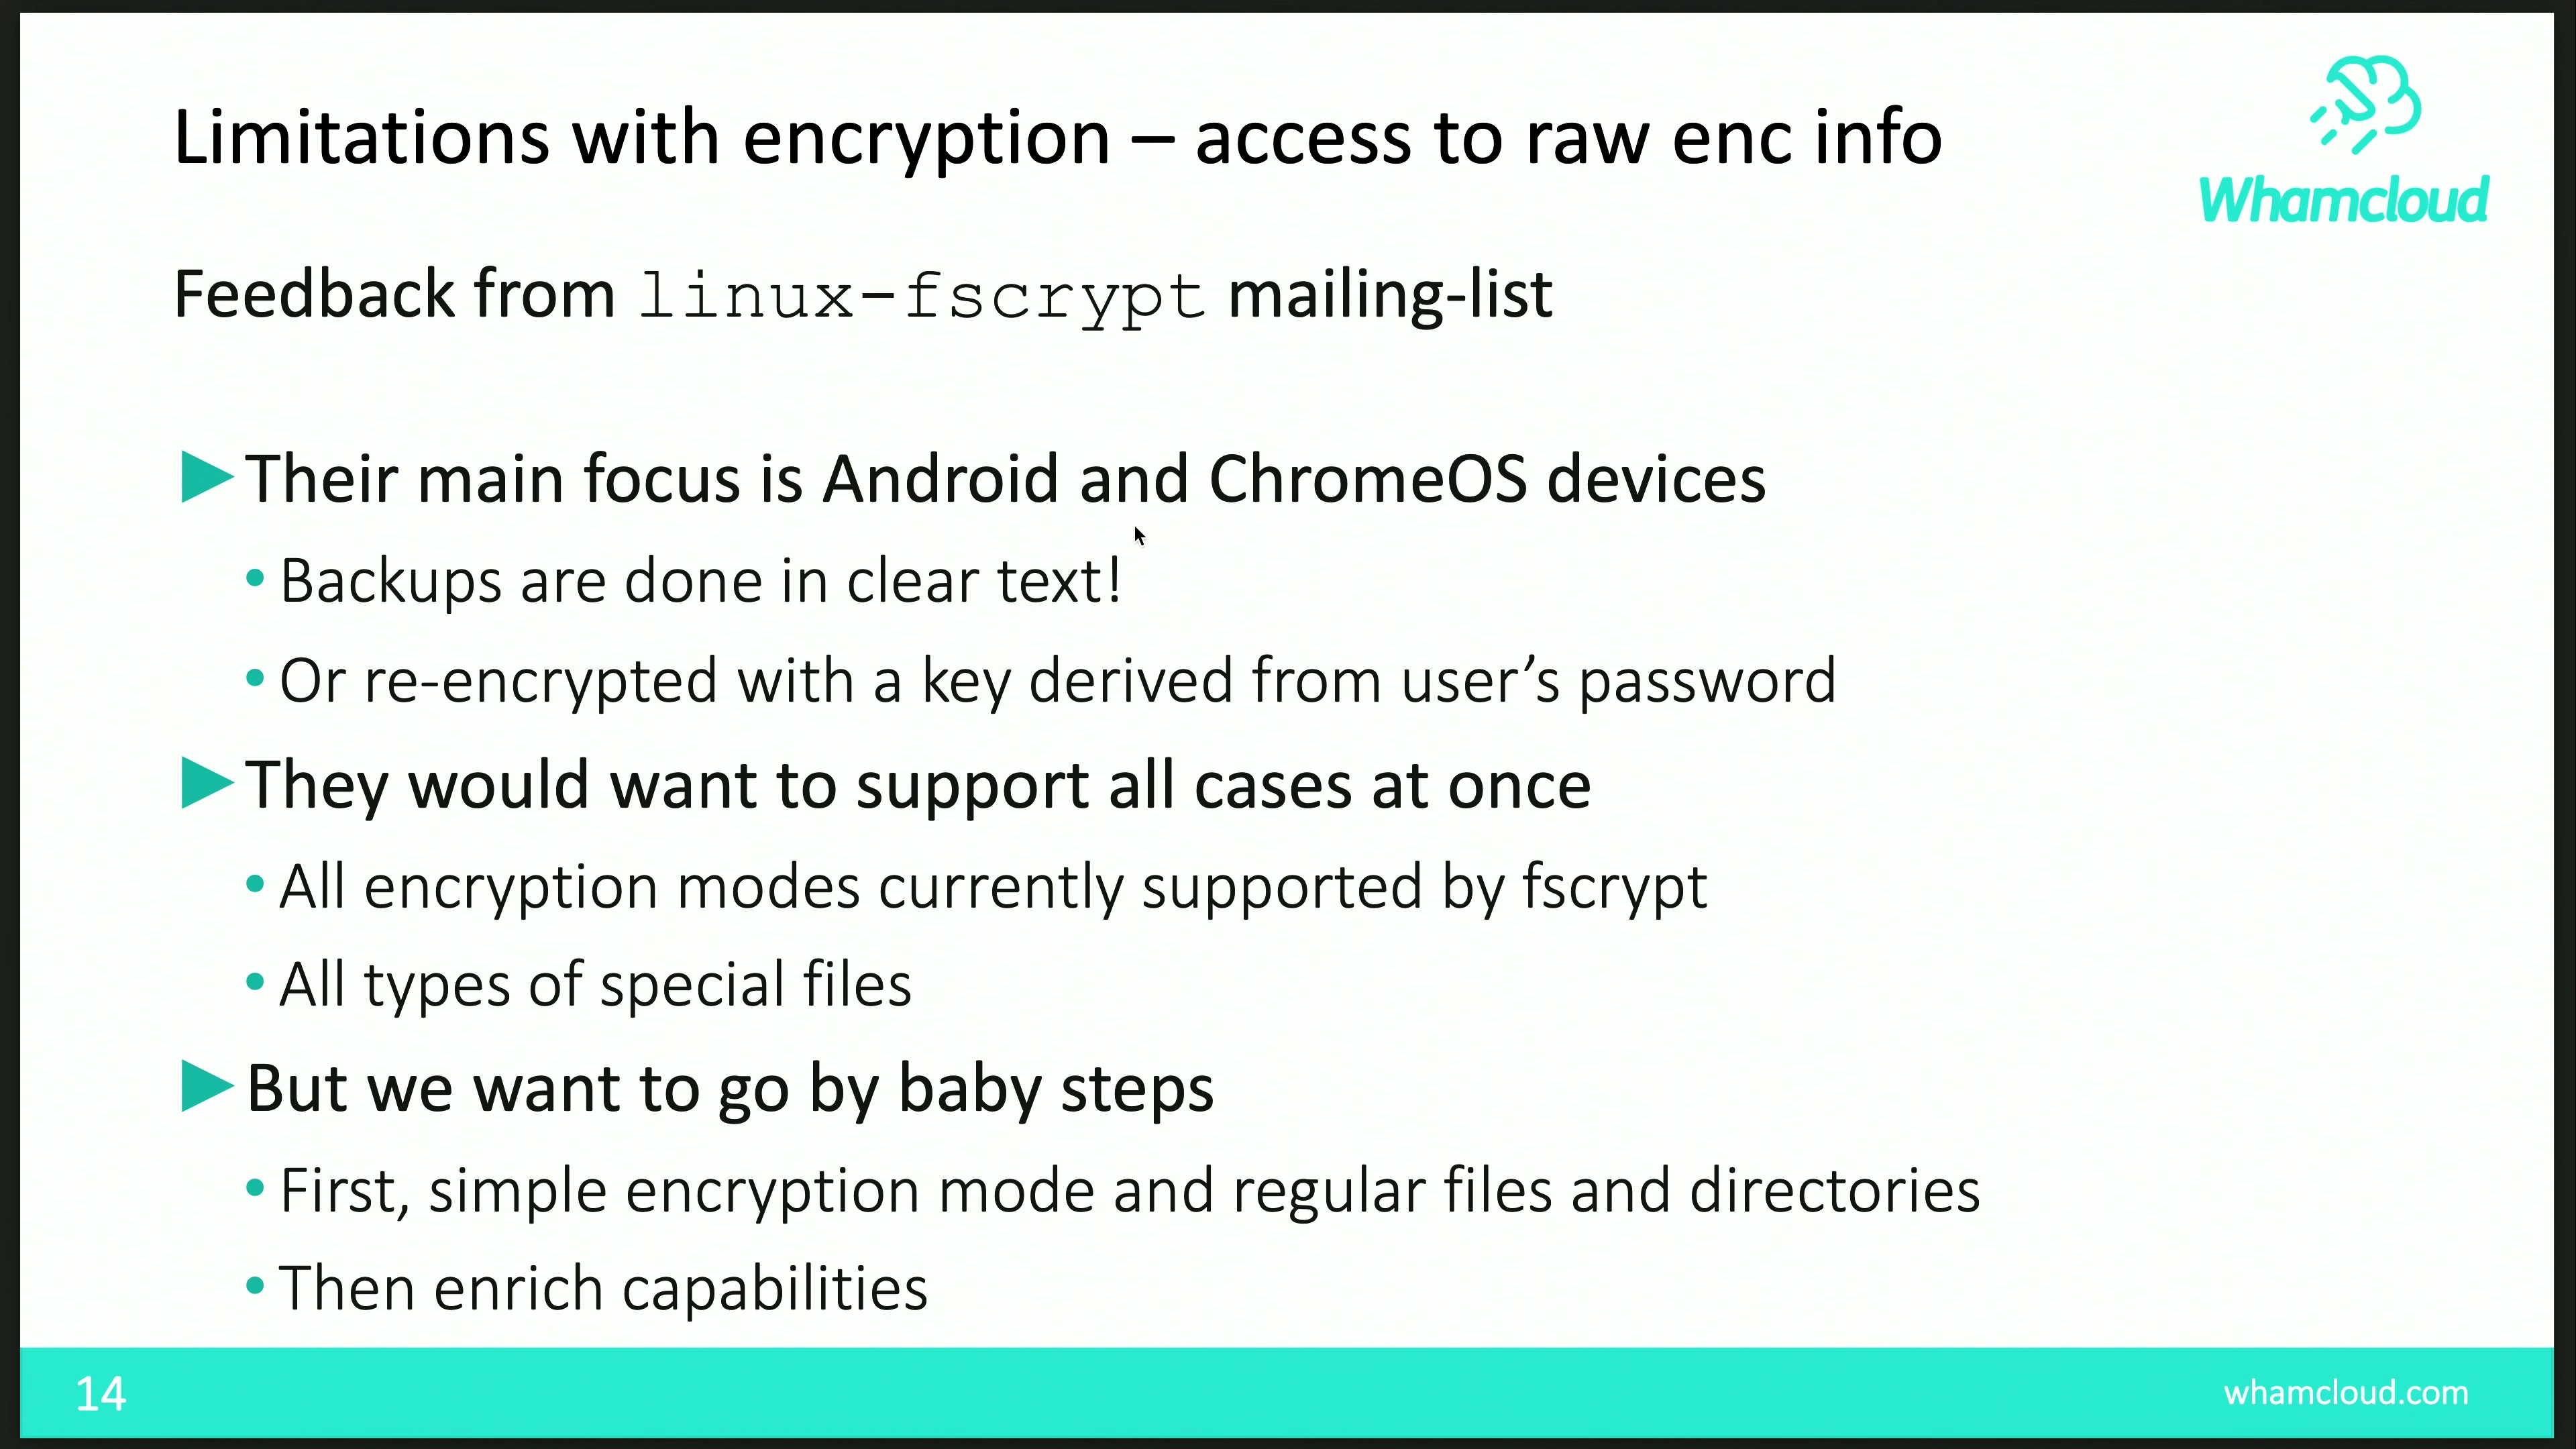 Limitations with encryption – access to raw enc info
Whamcloud
Feedback from linux-fscrypt mailing-list
Their main focus is Android and ChromeOS devices
Backups are done in clear text!
Or re-encrypted with a key derived from user’s password
They would want to support all cases at once
All encryption modes currently supported by fscrypt
All types of special files
But we want to go by baby steps
First, simple encryption mode and regular files and directories
Then enrich capabilities
14
whamcloud.com